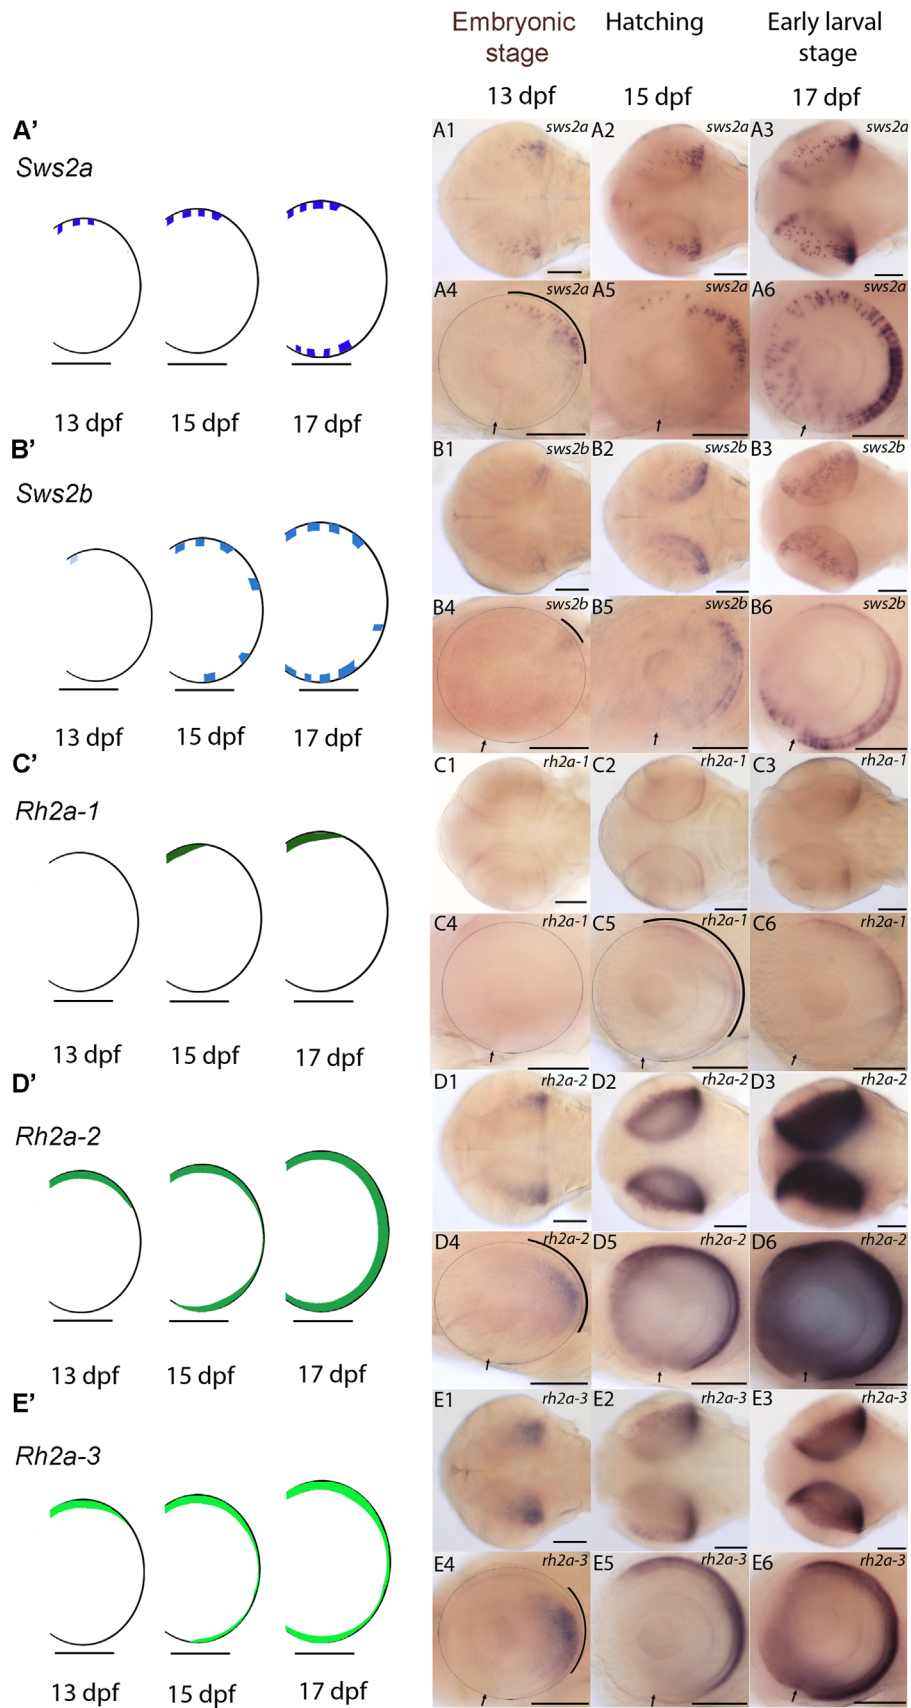 Embryonic stage
Hatching
Early larval stage
13 dpf
15 dpf
17 dpf
A’
Sws2a
13 dpf
15 dpf
17 dpf
A1 sws2a
A2 sws2a
A3 sws2a
A4 sws2a
A5 sws2a
A6 sws2a
B’
Sws2b
13 dpf
15 dpf
17 dpf
B1 sws2b
B2 sws2b
B3 sws2b
B4 sws2b
B5 sws2b
B6 sws2b
C’
Rh2a-1
13 dpf
15 dpf
17 dpf
C1 rh2a-1
C2 rh2a-1
C3 rh2a-1
C4 rh2a-1
C5 rh2a-1
C6 rh2a-1
D’
Rh2a-2
13 dpf
15 dpf
17 dpf
D1 rh2a-2
D2 rh2a-2
D3 rh2a-2
D4 rh2a-2
D5 rh2a-2
D6 rh2a-2
E’
Rh2a-3
13 dpf
15 dpf
17 dpf
E1 rh2a-3
E2 rh2a-3
E3 rh2a-3
E4 rh2a-3
E5 rh2a-3
E6 rh2a-3